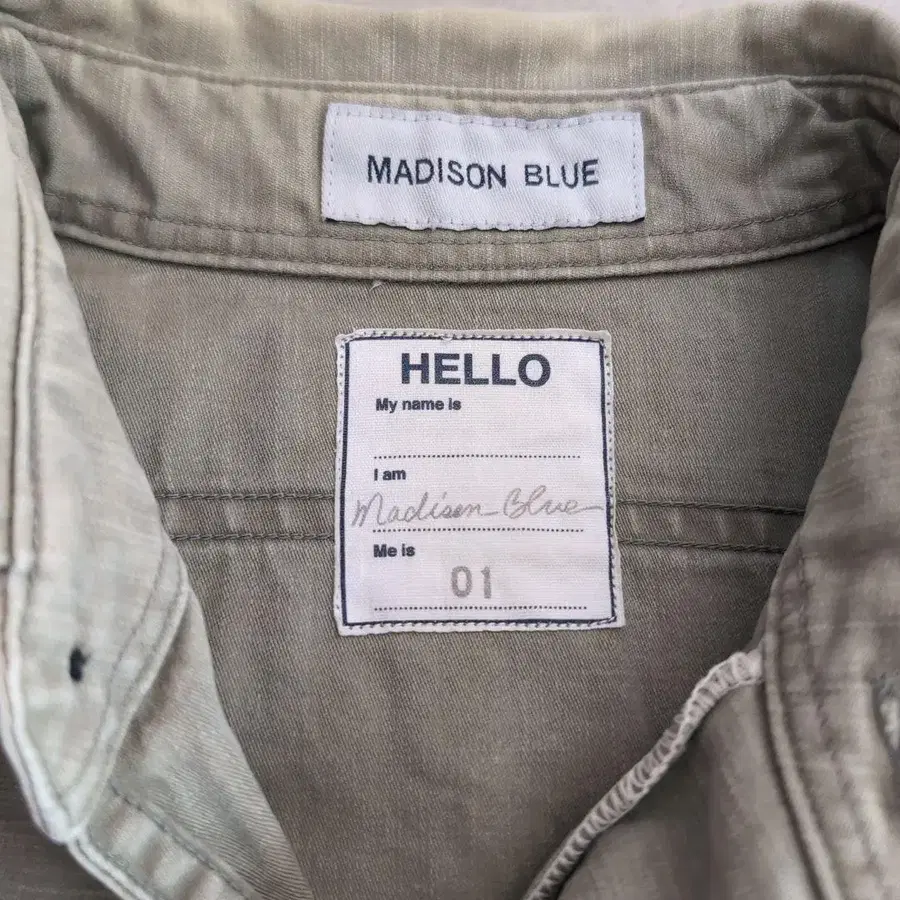 MADISON BLUE
HELLO
My name is
I am
Madison Blue
Me is
01